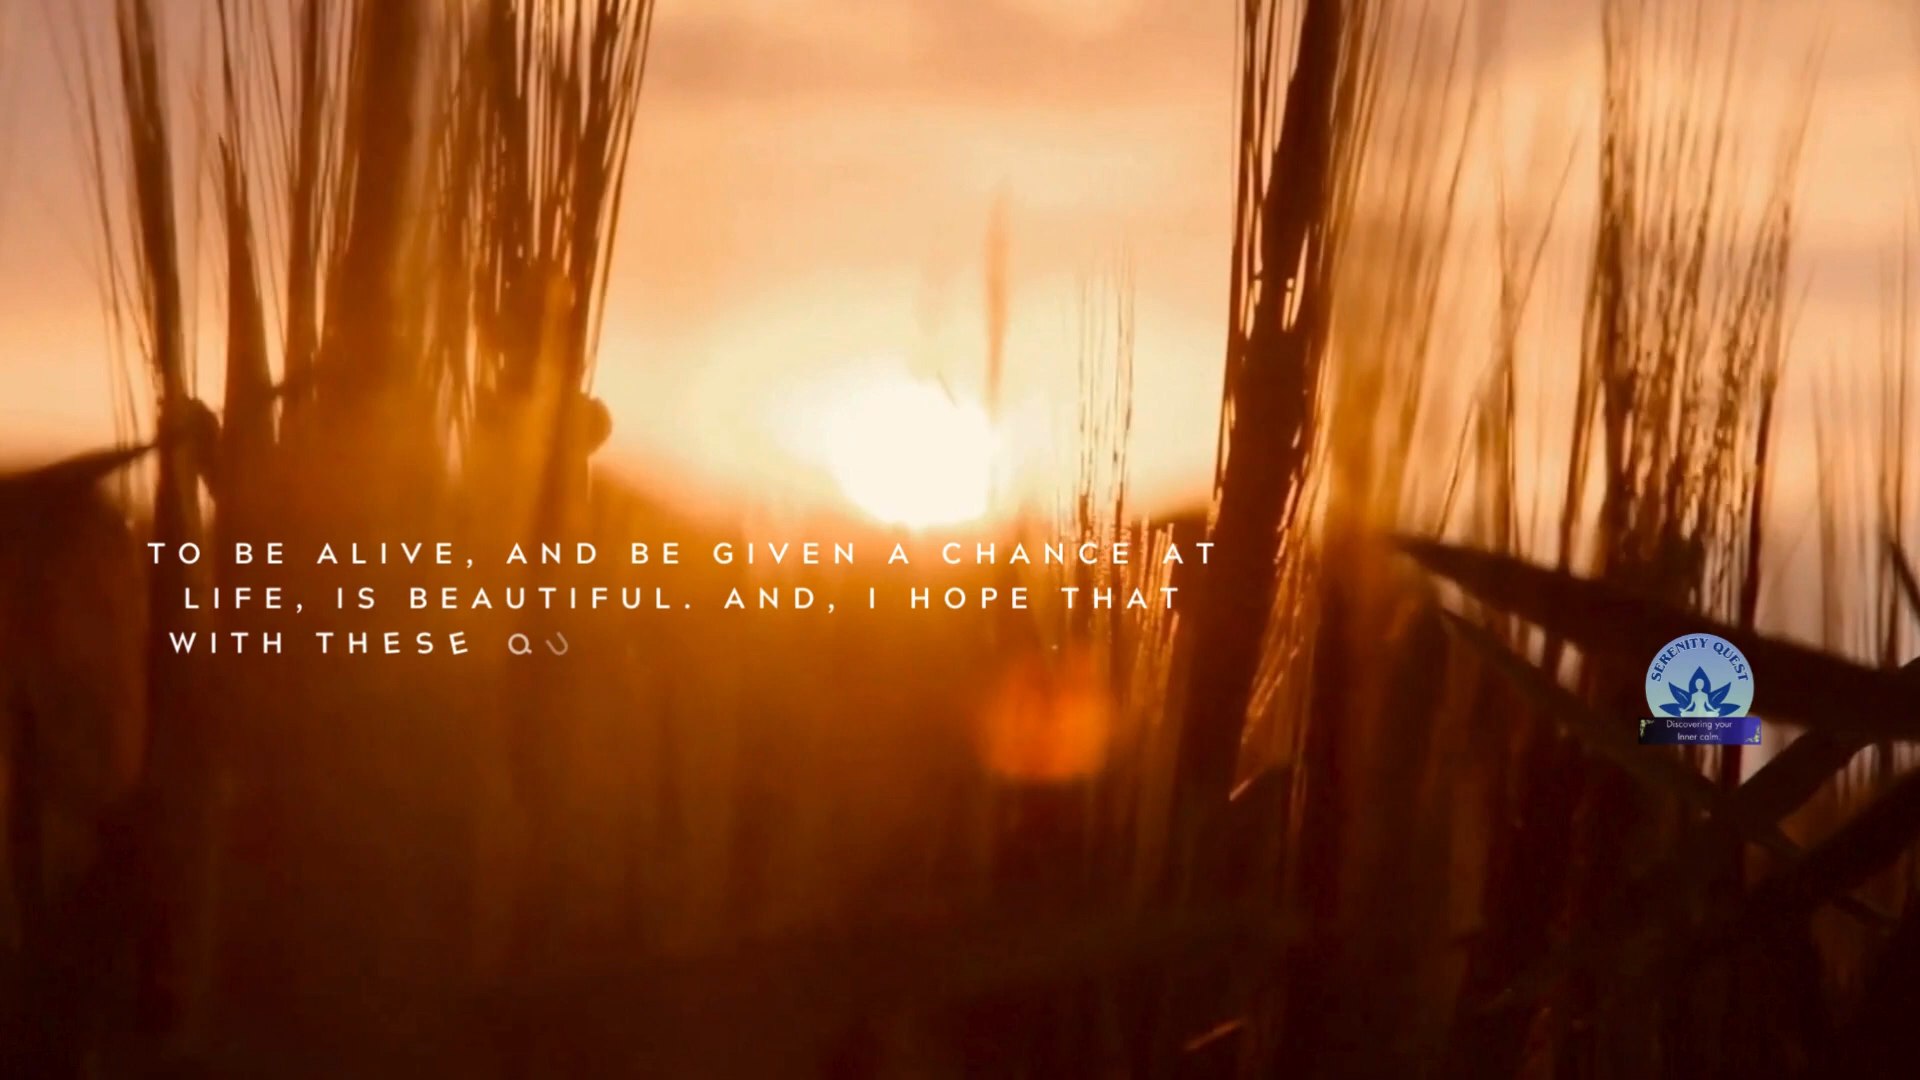 TO BE ALIVE, AND BE GIVEN A CHANCE AT
LIFE, IS BEAUTIFUL. AND, I HOPE THAT
WITH THESE QU
SERENITY QUEST
Discovering your
Inner calm.